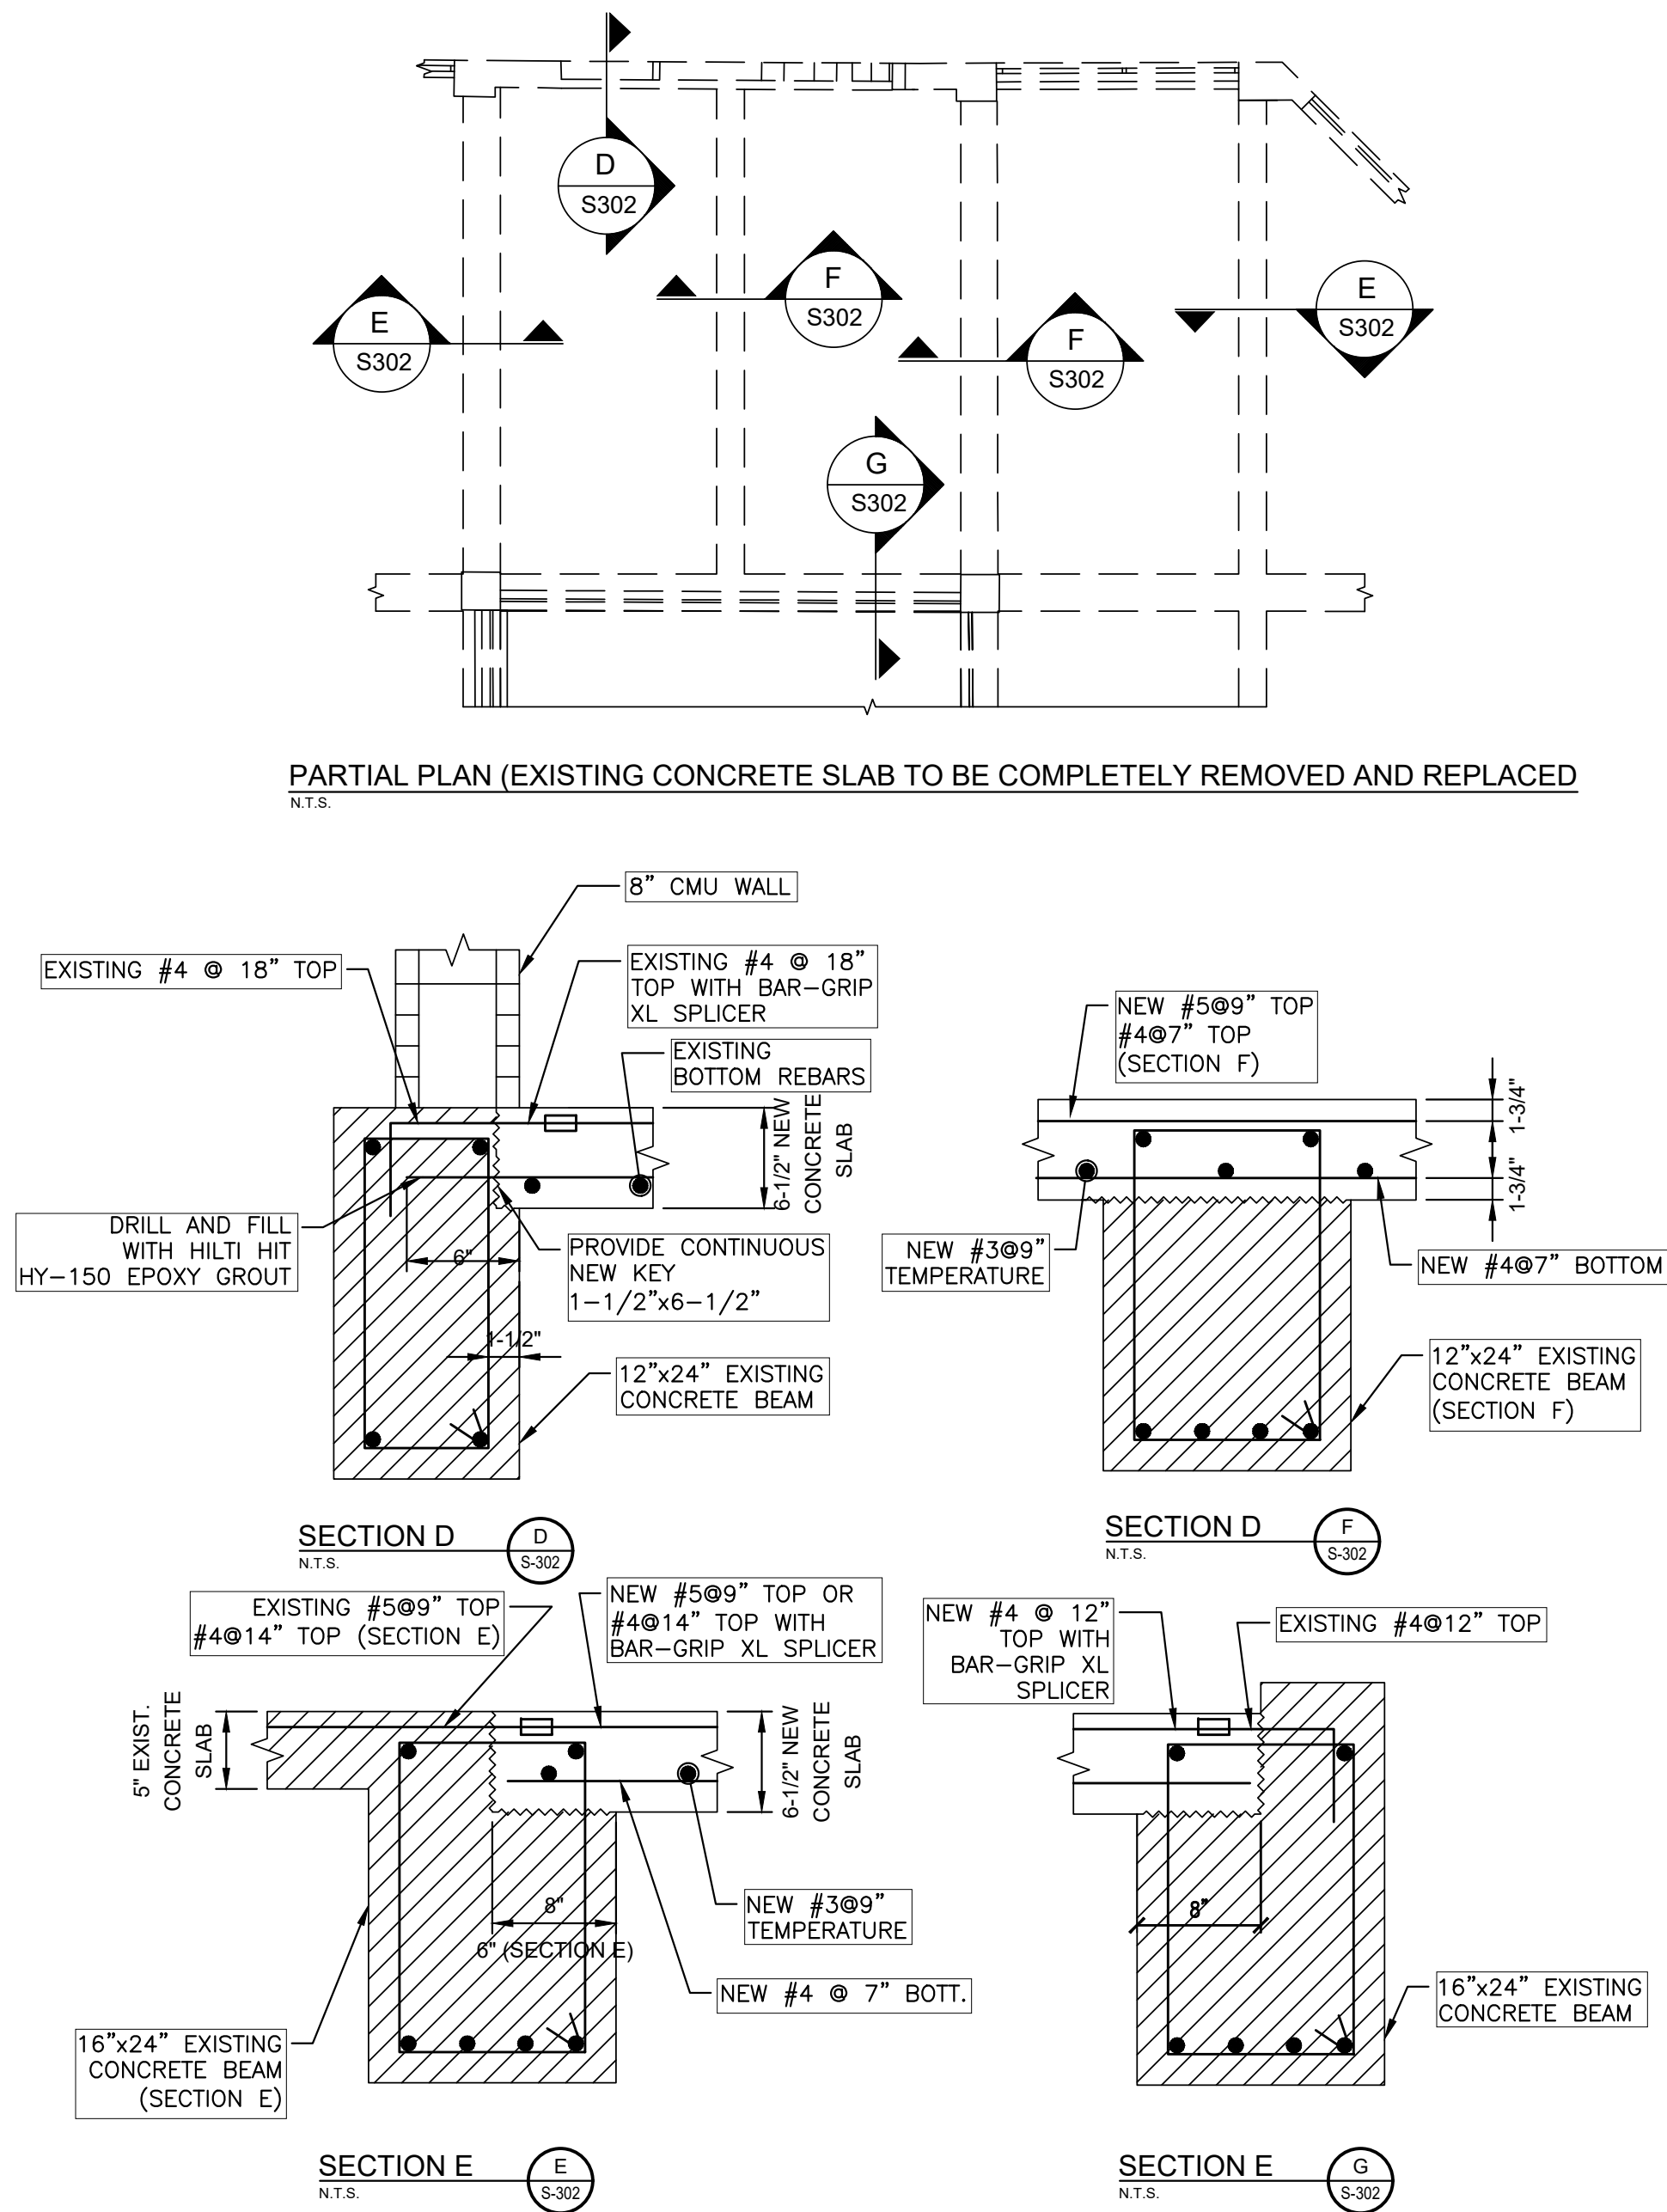 D
S302
F
S302
E
S302
E
S302
F
S302
G
S302
PARTIAL PLAN (EXISTING CONCRETE SLAB TO BE COMPLETELY REMOVED AND REPLACED
N.T.S.
8" CMU WALL
EXISTING #4 @ 18" TOP
EXISTING #4 @ 18"
TOP WITH BAR-GRIP
XL SPLICER
EXISTING
BOTTOM REBARS
6-1/2" NEW
CONCRETE
SLAB
DRILL AND FILL
WITH HILTI HIT
HY-150 EPOXY GROUT
6"
PROVIDE CONTINUOUS
NEW KEY
1-1/2"x6-1/2"
1-1/2"
12"x24" EXISTING
CONCRETE BEAM
SECTION D
N.T.S.
D
S-302
NEW #5@9" TOP
#4@7" TOP
(SECTION F)
1-3/4"
1-3/4"
NEW #3@9"
TEMPERATURE
NEW #4@7" BOTTOM
12"x24" EXISTING
CONCRETE BEAM
(SECTION F)
SECTION D
N.T.S.
F
S-302
EXISTING #5@9" TOP
#4@14" TOP (SECTION E)
NEW #5@9" TOP OR
#4@14" TOP WITH
BAR-GRIP XL SPLICER
5" EXIST.
CONCRETE
SLAB
6-1/2" NEW
CONCRETE
SLAB
8"
6" (SECTION E)
NEW #3@9"
TEMPERATURE
NEW #4 @ 7" BOTT.
16"x24" EXISTING
CONCRETE BEAM
(SECTION E)
SECTION E
N.T.S.
E
S-302
NEW #4 @ 12"
TOP WITH
BAR-GRIP XL
SPLICER
EXISTING #4@12" TOP
8"
16"x24" EXISTING
CONCRETE BEAM
SECTION E
N.T.S.
G
S-302